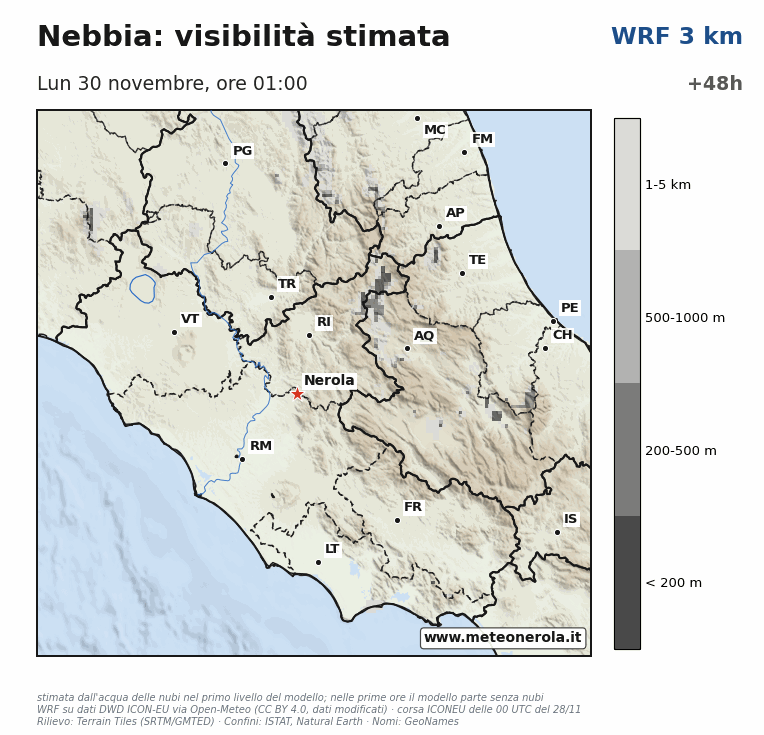 Nebbia: visibilità stimata
WRF 3 km
Lun 30 novembre, ore 01:00
+48h
MC
FM
PG
AP
TE
TR
PE
VT
RI
AQ
CH
Nerola
RM
FR
IS
LT
www.meteonerola.it
1-5 km
500-1000 m
200-500 m
< 200 m
stimata dall'acqua delle nubi nel primo livello del modello; nelle prime ore il modello parte senza nubi
WRF su dati DWD ICON-EU via Open-Meteo (CC BY 4.0, dati modificati) · corsa ICONEU delle 00 UTC del 28/11
Rilievo: Terrain Tiles (SRTM/GMTED) · Confini: ISTAT, Natural Earth · Nomi: GeoNames